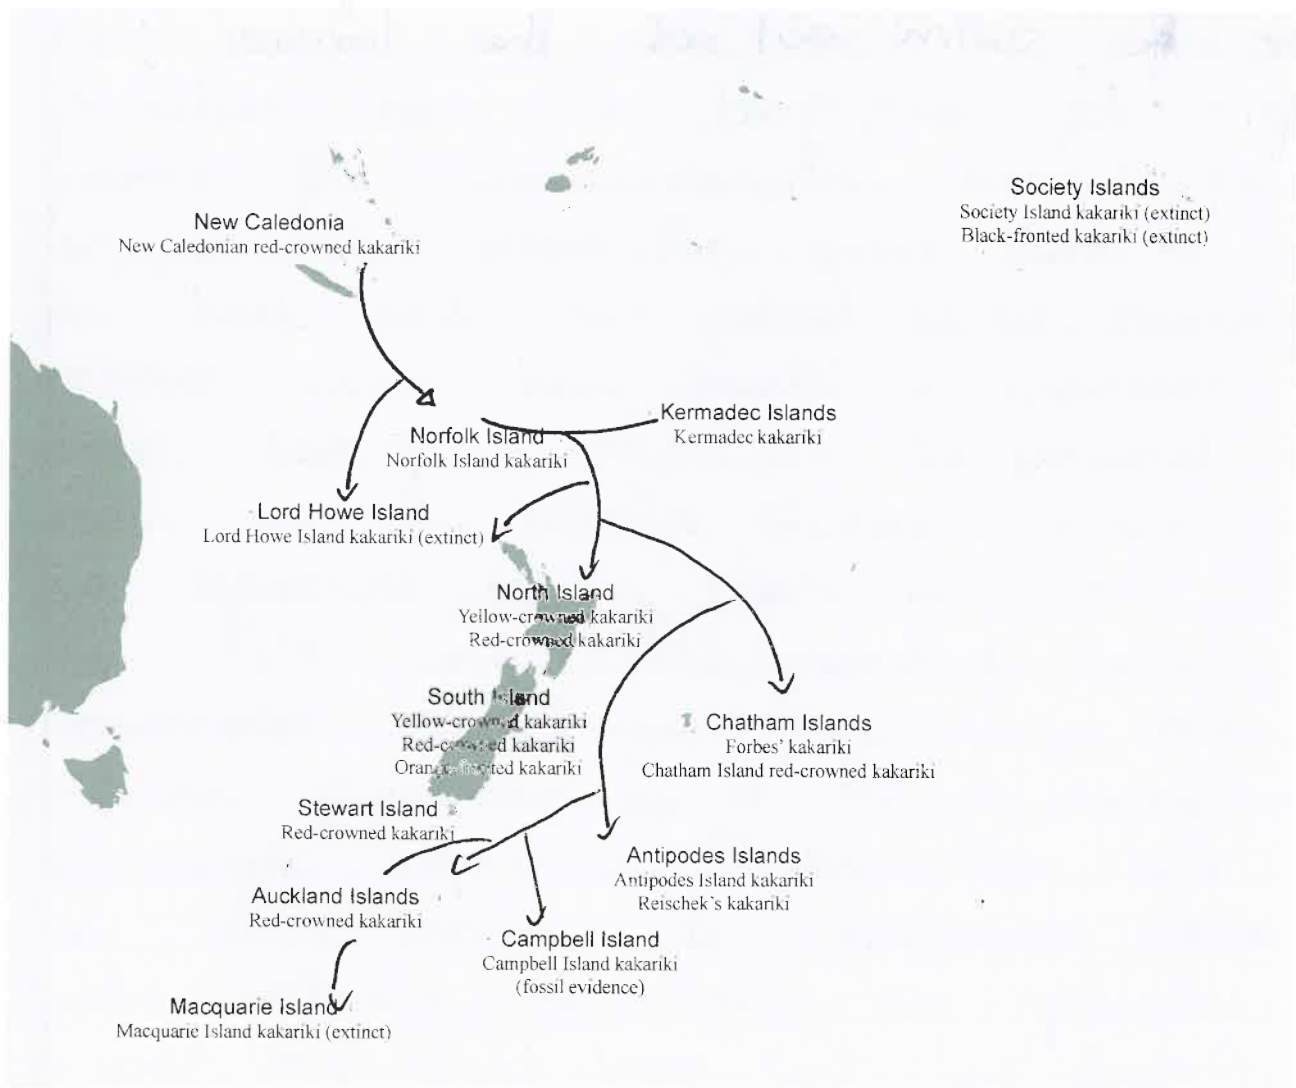 Society Islands
Society Island kakariki (extinct)
Black-fronted kakariki (extinct)
New Caledonia
New Caledonian red-crowned kakariki
Kermadec Islands
Kermadec kakariki
Norfolk Island
Norfolk Island kakariki
Lord Howe Island
Lord Howe Island kakariki (extinct)
North Island
Yellow-crowned kakariki
Red-crowned kakariki
South Island
Yellow-crowned kakariki
Red-crowned kakariki
Orange-fronted kakariki
Chatham Islands
Forbes' kakariki
Chatham Island red-crowned kakariki
Stewart Island
Red-crowned kakariki
Antipodes Islands
Antipodes Island kakariki
Reischek's kakariki
Auckland Islands
Red-crowned kakariki
Campbell Island
Campbell Island kakariki
(fossil evidence)
Macquarie Island
Macquarie Island kakariki (extinct)